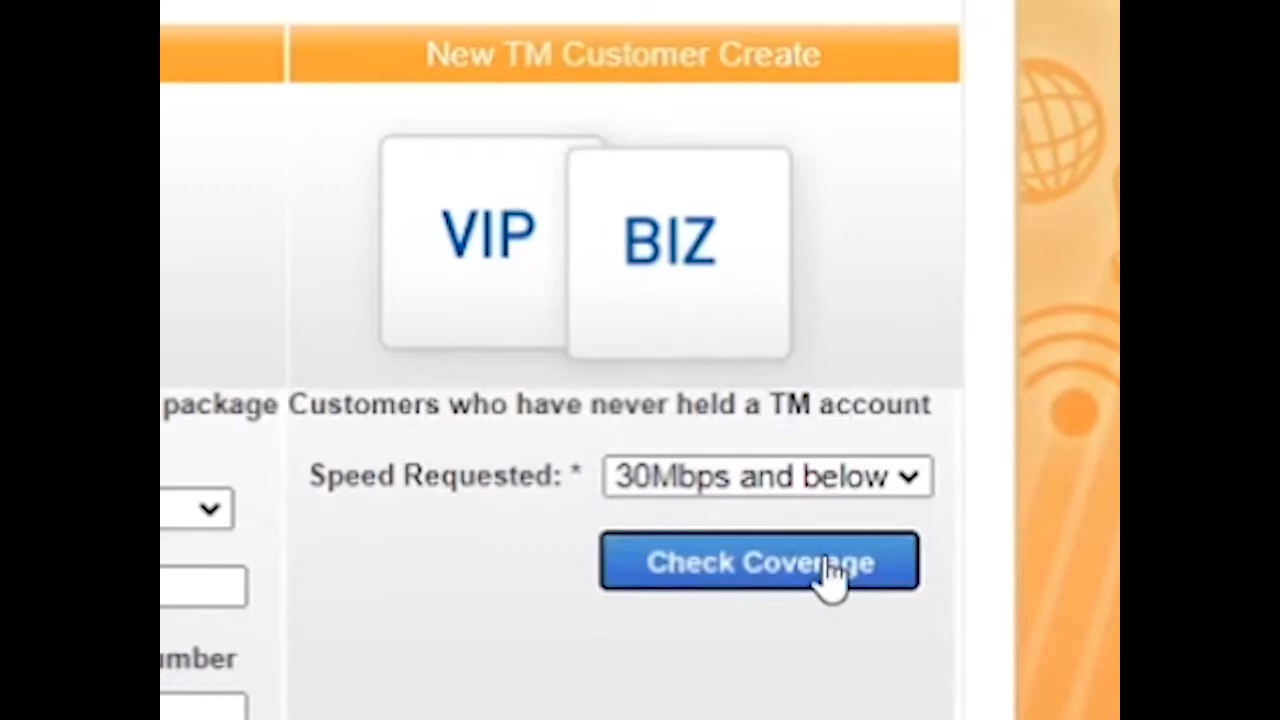 New TM Customer Create
VIP
BIZ
package
Customers who have never held a TM account
Speed Requested: *
30Mbps and below
Check Coverage